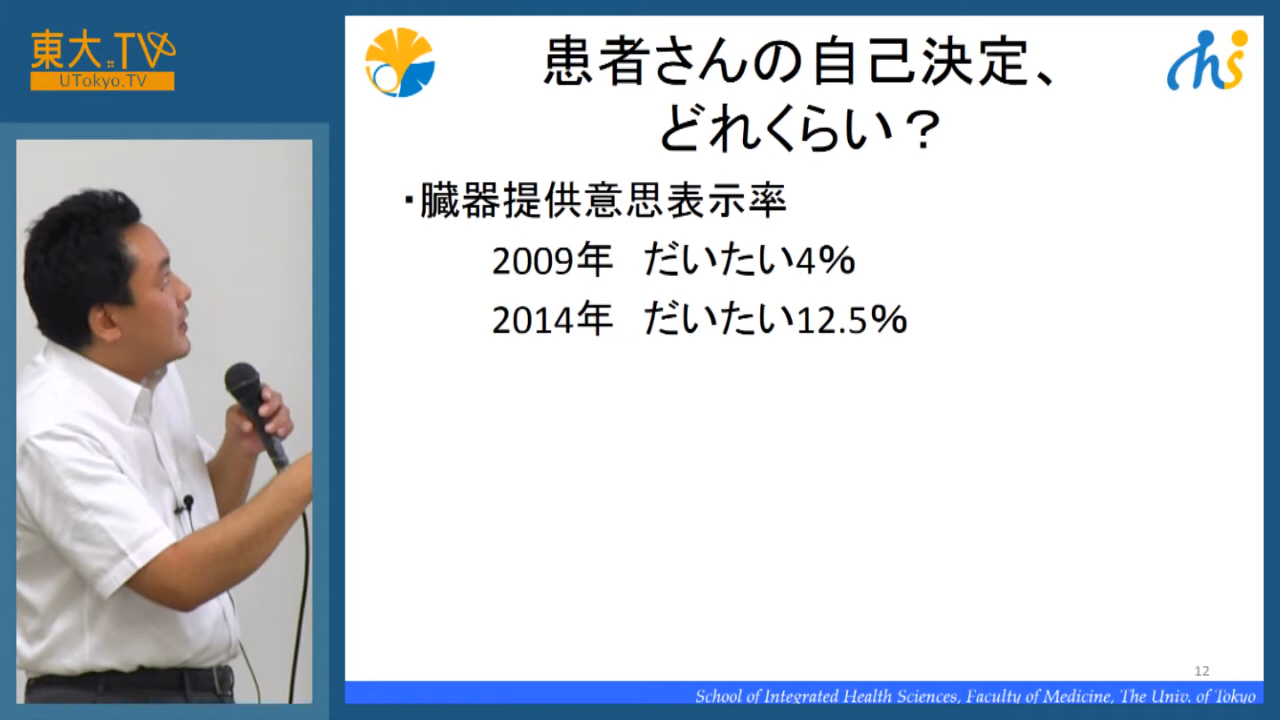 東大TV
UTokyo.TV
患者さんの自己決定、
どれくらい？
・臓器提供意思表示率
2009年　だいたい4%
2014年　だいたい12.5%
12
School of Integrated Health Sciences, Faculty of Medicine, The Univ. of Tokyo